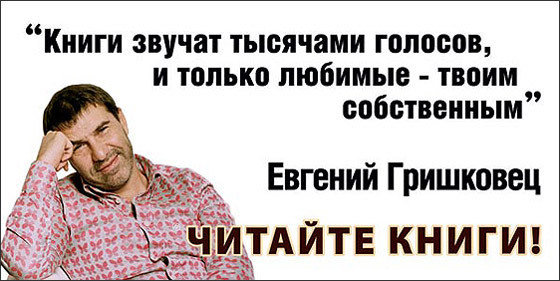 “Книги звучат тысячами голосов,
и только любимые - твоим
собственным”
Евгений Гришковец
ЧИТАЙТЕ КНИГИ!